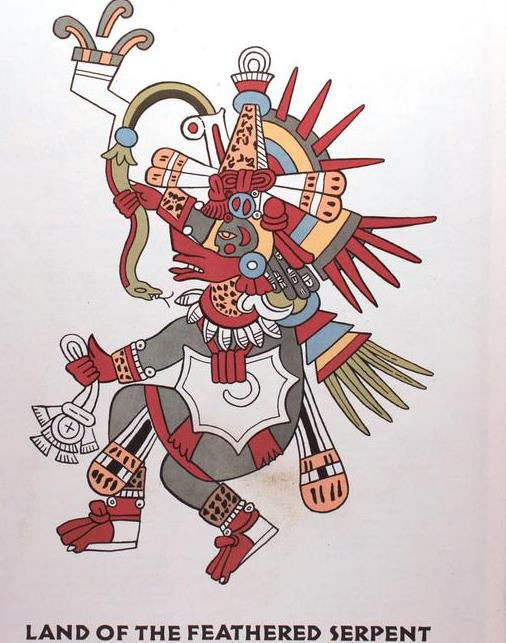 LAND OF THE FEATHERED SERPENT